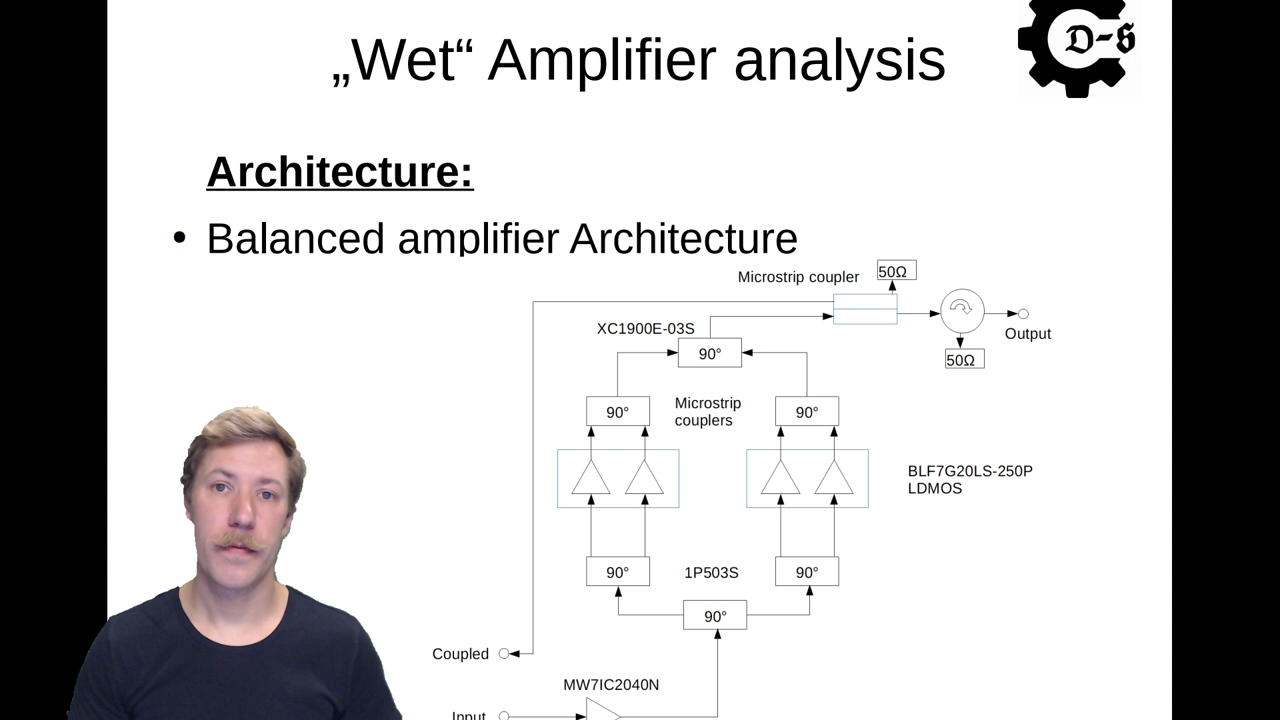 „Wet“ Amplifier analysis
D-S
Architecture:
• Balanced amplifier Architecture
Microstrip coupler
50Ω
XC1900E-03S
Output
90°
50Ω
90°
Microstrip
couplers
90°
BLF7G20LS-250P
LDMOS
90°
1P503S
90°
90°
Coupled
MW7IC2040N
Input